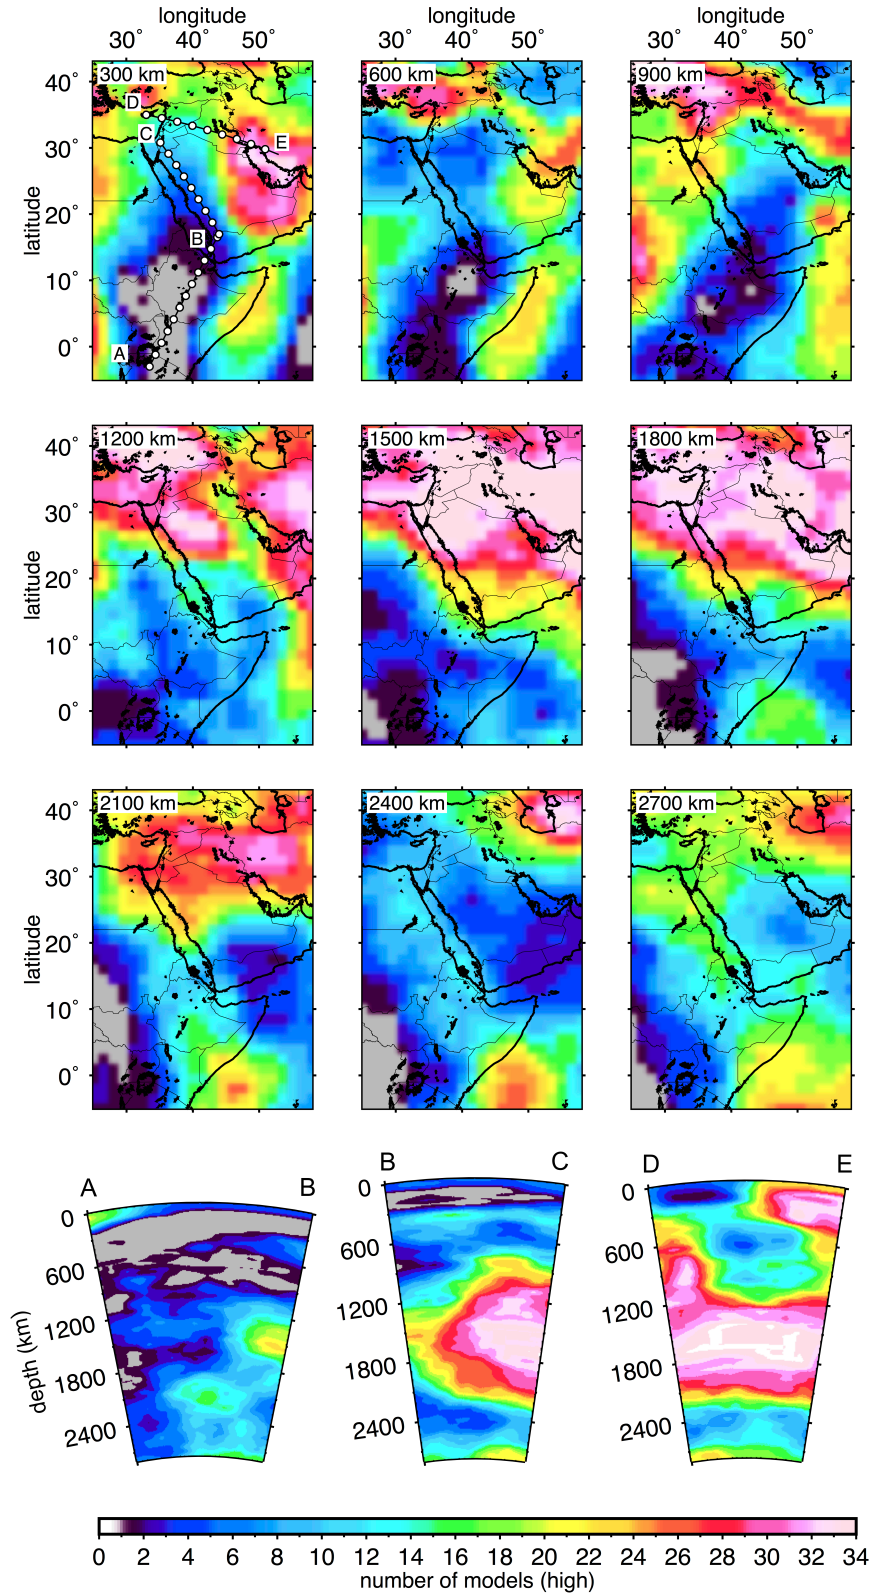 longitude longitude
30° 40° 50° 30° 40° 50°
40° 300 km 600 km 900 km
D
C E
30°
latitude
20°
B
10°
0° A
1200 km 1500 km 1800 km
40°
30°
latitude
20°
10°
0°
2100 km 2400 km 2700 km
40°
30°
latitude
20°
10°
0°
A B B C D E
0 0 0
600 600 600
1200 1200 1200
1800 1800 1800
2400 2400 2400
depth (km)
0 2 4 6 8 10 12 14 16 18 20 22 24 26 28 30 32 34
number of models (high)